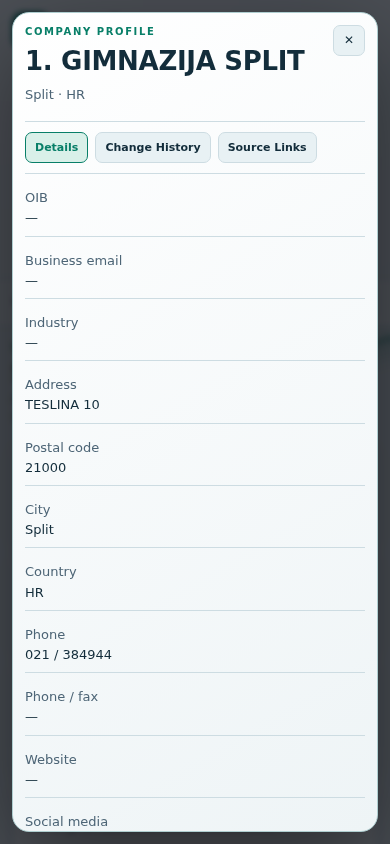 COMPANY PROFILE
1. GIMNAZIJA SPLIT
×
Split · HR
Details
Change History
Source Links
OIB
—
Business email
—
Industry
—
Address
TESLINA 10
Postal code
21000
City
Split
Country
HR
Phone
021 / 384944
Phone / fax
—
Website
—
Social media